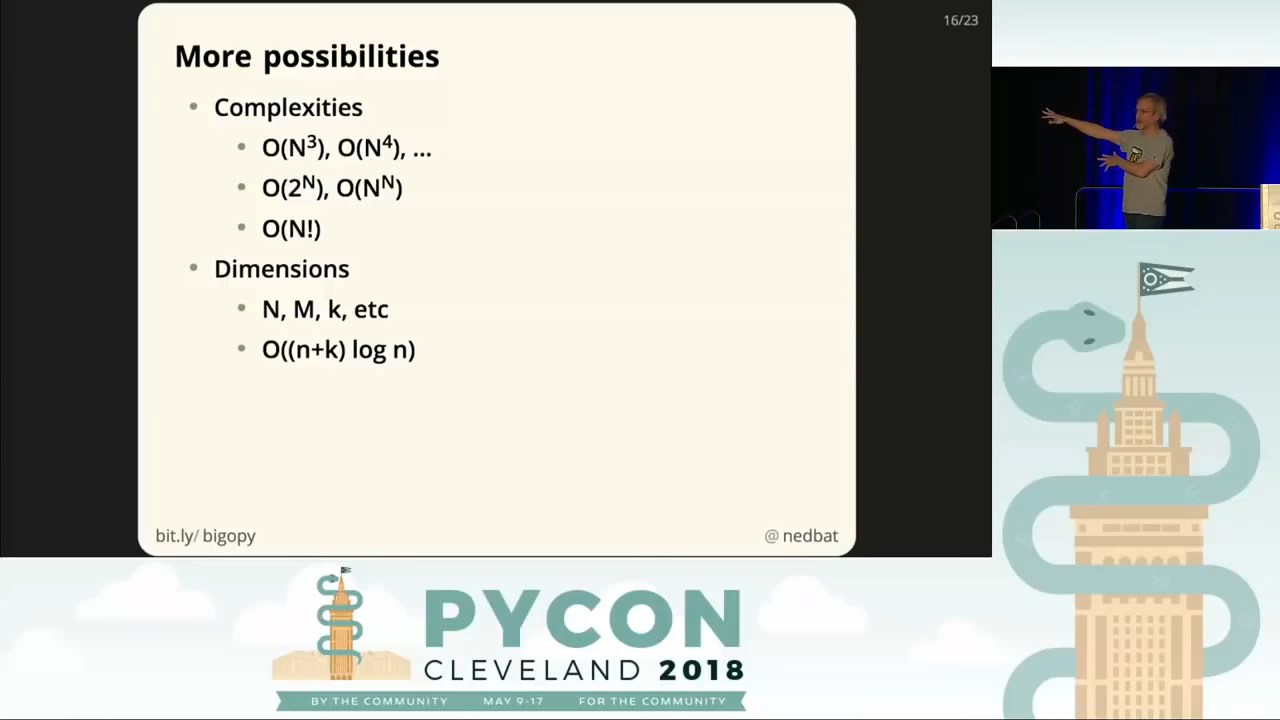 16/23
More possibilities
• Complexities
• O(N³), O(N⁴), ...
• O(2ᴺ), O(Nᴺ)
• O(N!)
• Dimensions
• N, M, k, etc
• O((n+k) log n)
bit.ly/ bigopy
@ nedbat
PYCON
CLEVELAND 2018
BY THE COMMUNITY MAY 9-17 FOR THE COMMUNITY